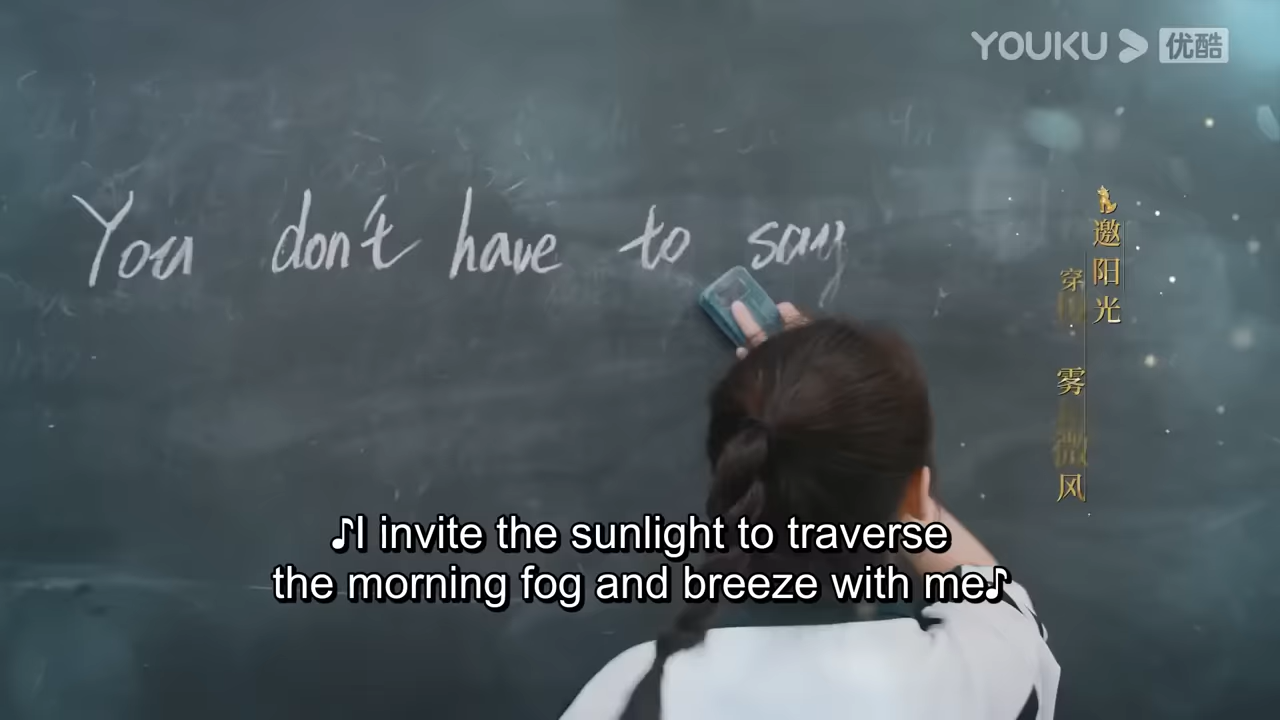 YOUKU 优酷
You don't have to say
邀阳光
穿 雾微风
♪I invite the sunlight to traverse
the morning fog and breeze with me♪